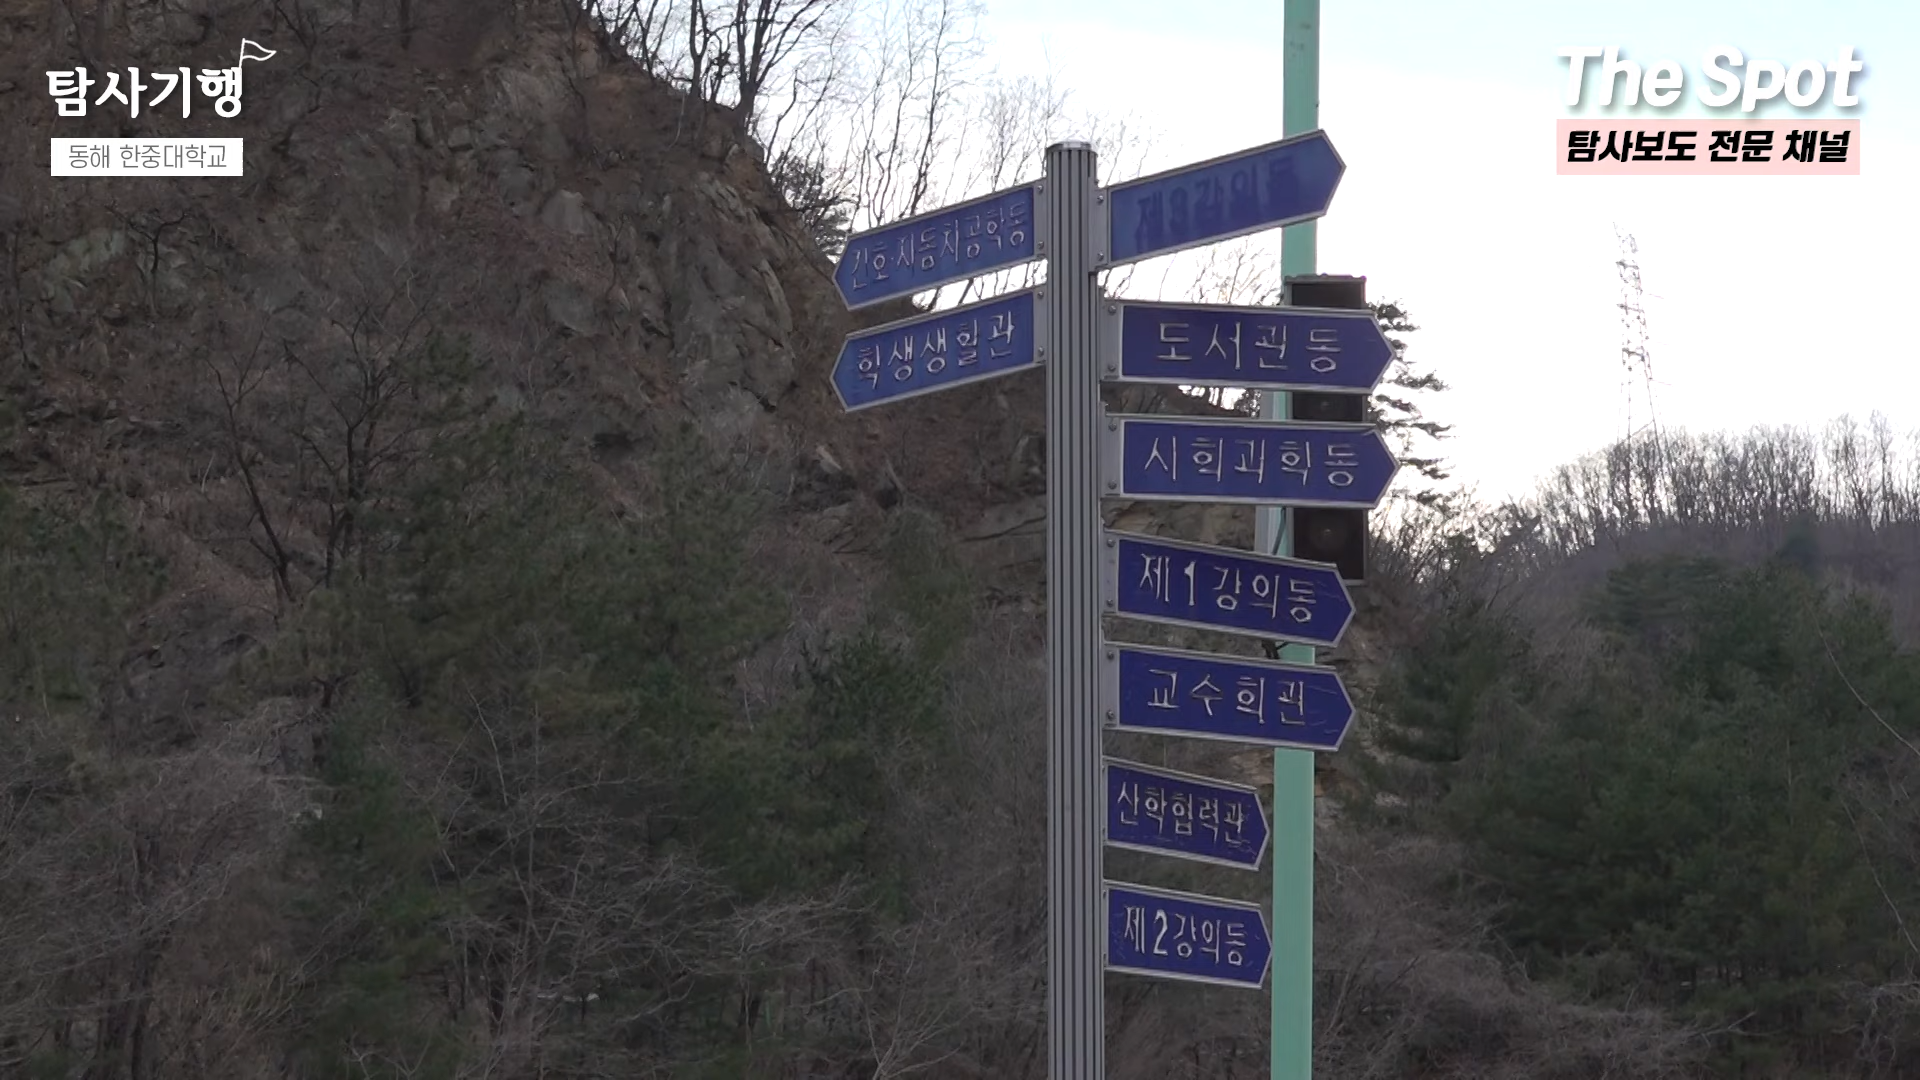 탐사기행
동해 한중대학교
The Spot
탐사보도 전문 채널
간호·자동차공학동
학생생활관
강의동
도서관동
사회과학동
제1강의동
교수회관
산학협력관
제2강의동